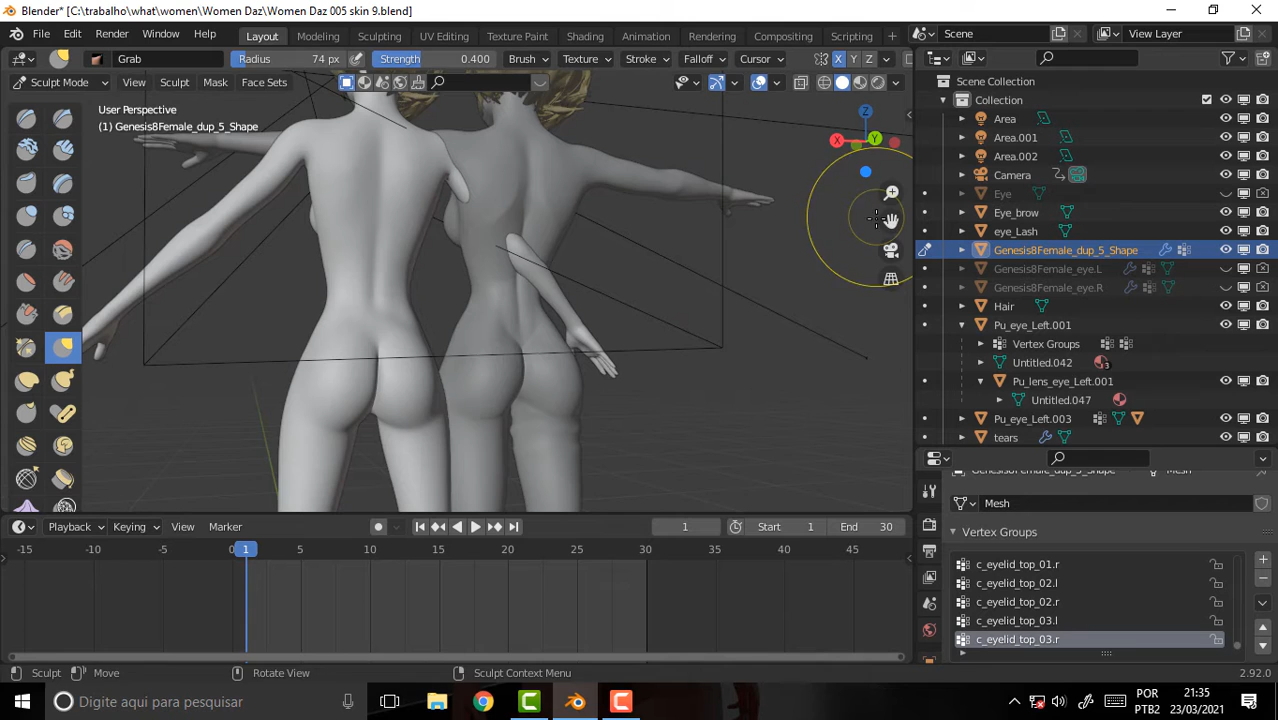 Blender* [C:\trabalho\what\women\Women Daz\Women Daz 005 skin 9.blend]
File Edit Render Window Help Layout Modeling Sculpting UV Editing Texture Paint Shading Animation Rendering Compositing Scripting Scene View Layer
Grab Radius 74 px Strength 0.400 Brush Texture Stroke Falloff Cursor X Y Z
Sculpt Mode View Sculpt Mask Face Sets
User Perspective
(1) Genesis8Female_dup_5_Shape
Z
X Y
Scene Collection
Collection
Area
Area.001
Area.002
Camera
Eye
Eye_brow
eye_Lash
Genesis8Female_dup_5_Shape
Genesis8Female_eye.L
Genesis8Female_eye.R
Hair
Pu_eye_Left.001
Vertex Groups
Untitled.042 3
Pu_lens_eye_Left.001
Untitled.047
Pu_eye_Left.003
tears
Genesis8Female_dup_5_Shape Mesh
Mesh
Vertex Groups
c_eyelid_top_01.r
c_eyelid_top_02.l
c_eyelid_top_02.r
c_eyelid_top_03.l
c_eyelid_top_03.r
Playback Keying View Marker 1 Start 1 End 30
-15 -10 -5 0 1 5 10 15 20 25 30 35 40 45
Sculpt Move Rotate View Sculpt Context Menu 2.92.0
Digite aqui para pesquisar
POR
PTB2
21:35
23/03/2021